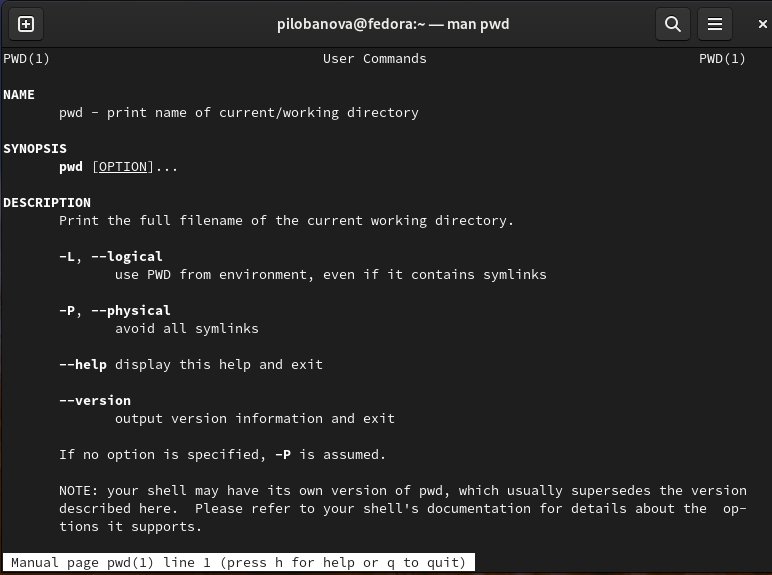 pilobanova@fedora:~ — man pwd
PWD(1) User Commands PWD(1)
NAME
pwd - print name of current/working directory
SYNOPSIS
pwd [OPTION]...
DESCRIPTION
Print the full filename of the current working directory.
-L, --logical
use PWD from environment, even if it contains symlinks
-P, --physical
avoid all symlinks
--help display this help and exit
--version
output version information and exit
If no option is specified, -P is assumed.
NOTE: your shell may have its own version of pwd, which usually supersedes the version
described here.  Please refer to your shell's documentation for details about the  op-
tions it supports.
Manual page pwd(1) line 1 (press h for help or q to quit)